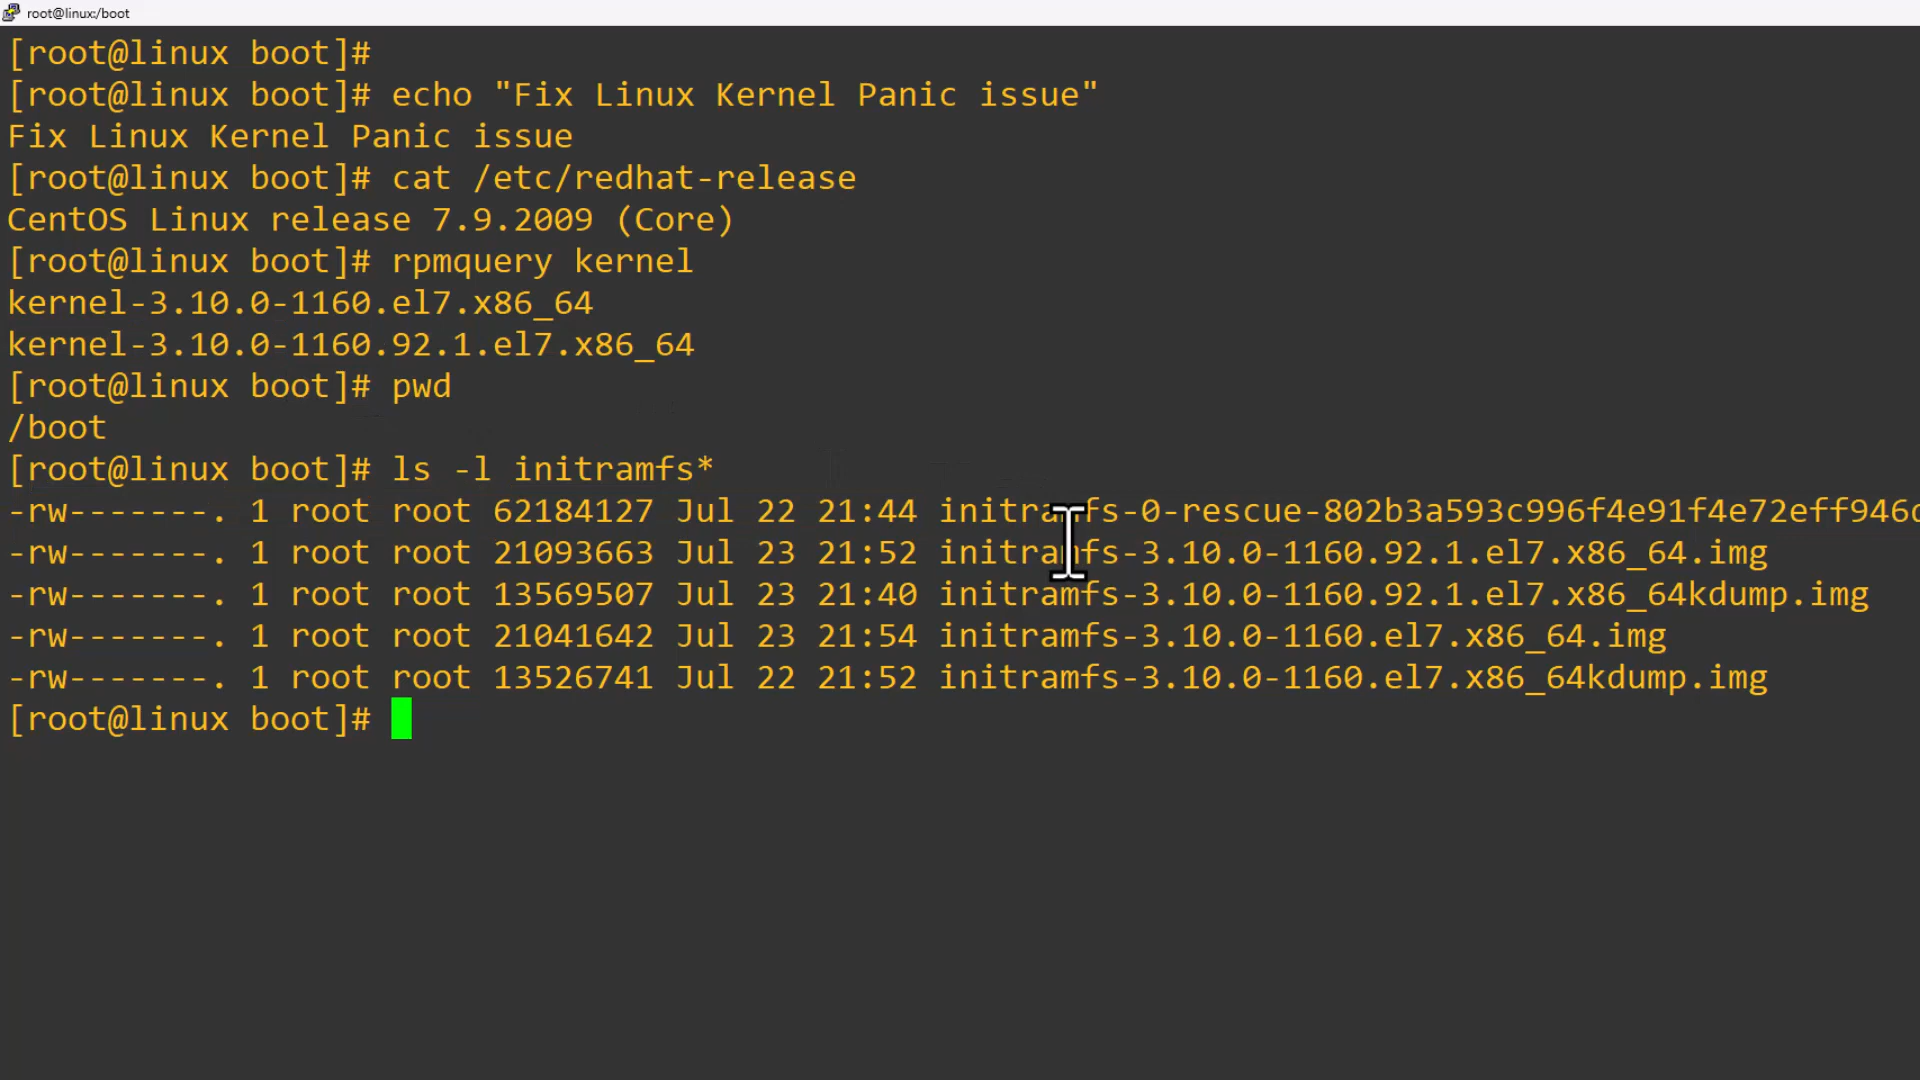 root@linux:/boot
[root@linux boot]#
[root@linux boot]# echo "Fix Linux Kernel Panic issue"
Fix Linux Kernel Panic issue
[root@linux boot]# cat /etc/redhat-release
CentOS Linux release 7.9.2009 (Core)
[root@linux boot]# rpmquery kernel
kernel-3.10.0-1160.el7.x86_64
kernel-3.10.0-1160.92.1.el7.x86_64
[root@linux boot]# pwd
/boot
[root@linux boot]# ls -l initramfs*
-rw-------. 1 root root 62184127 Jul 22 21:44 initramfs-0-rescue-802b3a593c996f4e91f4e72eff946d
-rw-------. 1 root root 21093663 Jul 23 21:52 initramfs-3.10.0-1160.92.1.el7.x86_64.img
-rw-------. 1 root root 13569507 Jul 23 21:40 initramfs-3.10.0-1160.92.1.el7.x86_64kdump.img
-rw-------. 1 root root 21041642 Jul 23 21:54 initramfs-3.10.0-1160.el7.x86_64.img
-rw-------. 1 root root 13526741 Jul 22 21:52 initramfs-3.10.0-1160.el7.x86_64kdump.img
[root@linux boot]#